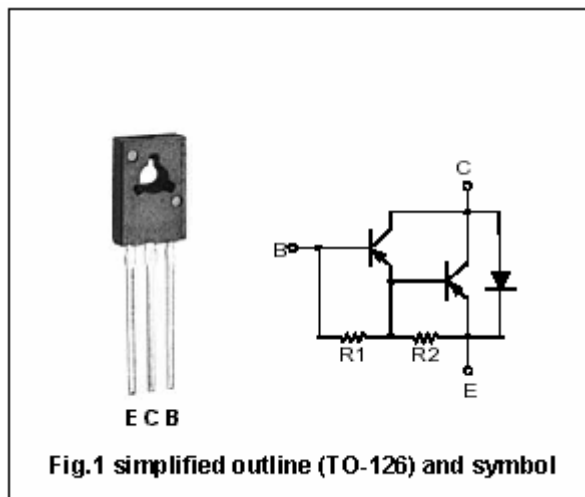 C
B
R1 R2
E
E C B
Fig.1 simplified outline (TO-126) and symbol